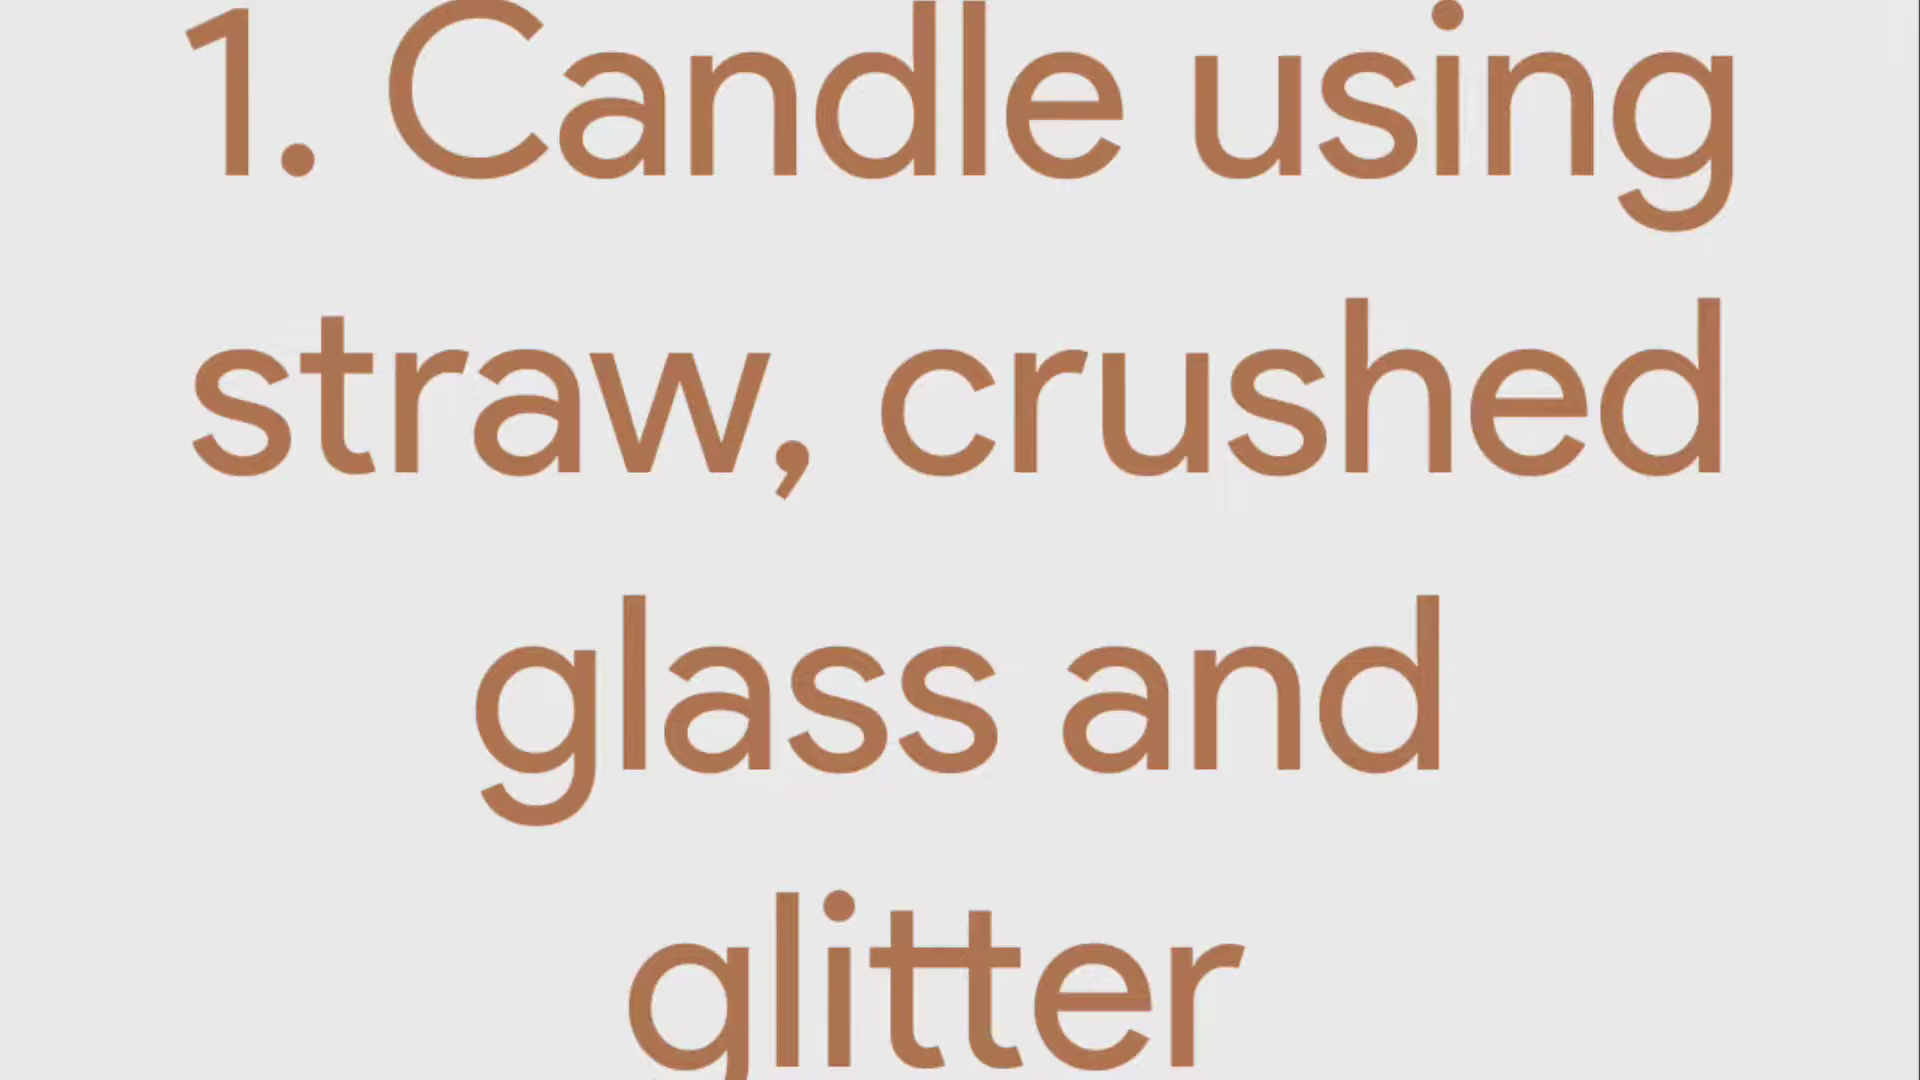 1. Candle using
straw, crushed
glass and
glitter